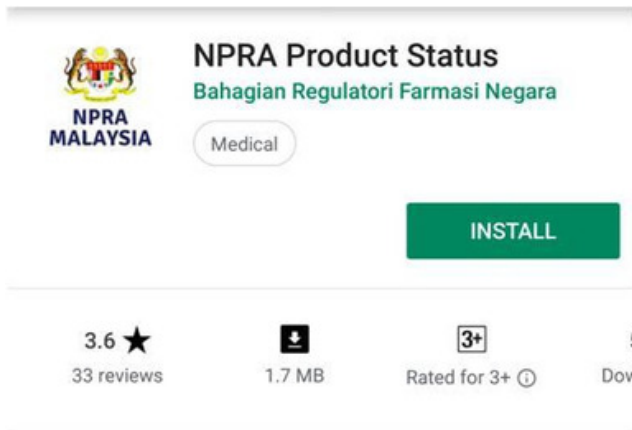 NPRA Product Status
Bahagian Regulatori Farmasi Negara
NPRA
MALAYSIA
Medical
INSTALL
3.6 ★
33 reviews
1.7 MB
3+
Rated for 3+